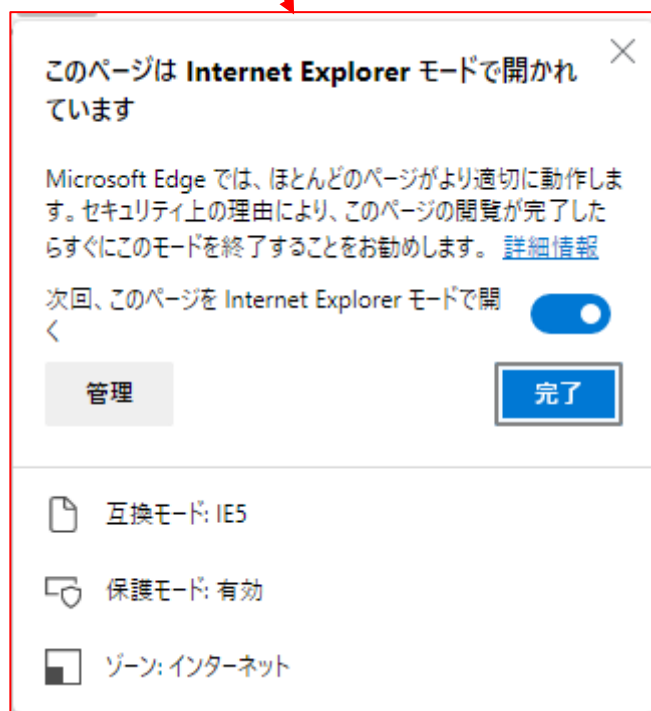 このページは Internet Explorer モードで開かれ
ています
Microsoft Edge では、ほとんどのページがより適切に動作しま
す。セキュリティ上の理由により、このページの閲覧が完了した
らすぐにこのモードを終了することをお勧めします。 詳細情報
次回、このページを Internet Explorer モードで開
く
管理
完了
互換モード: IE5
保護モード: 有効
ゾーン: インターネット